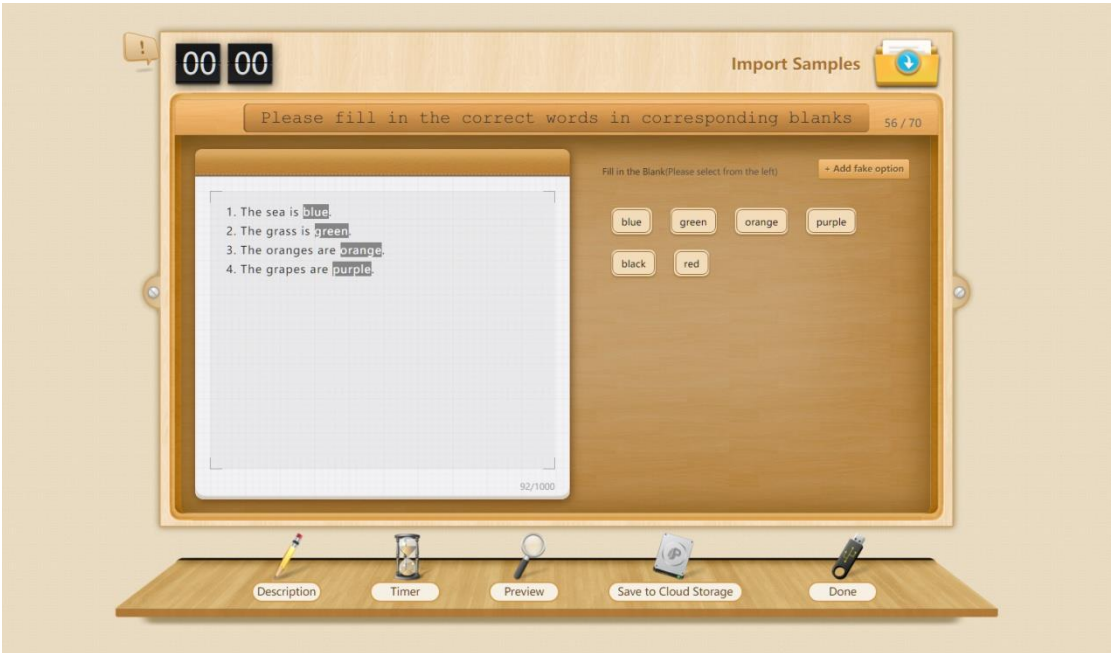 !
00 00
Import Samples
Please fill in the correct words in corresponding blanks
56 / 70
1. The sea is blue.
2. The grass is green.
3. The oranges are orange.
4. The grapes are purple.
92/1000
Fill in the Blank(Please select from the left)
+ Add fake option
blue green orange purple
black red
Description Timer Preview Save to Cloud Storage Done